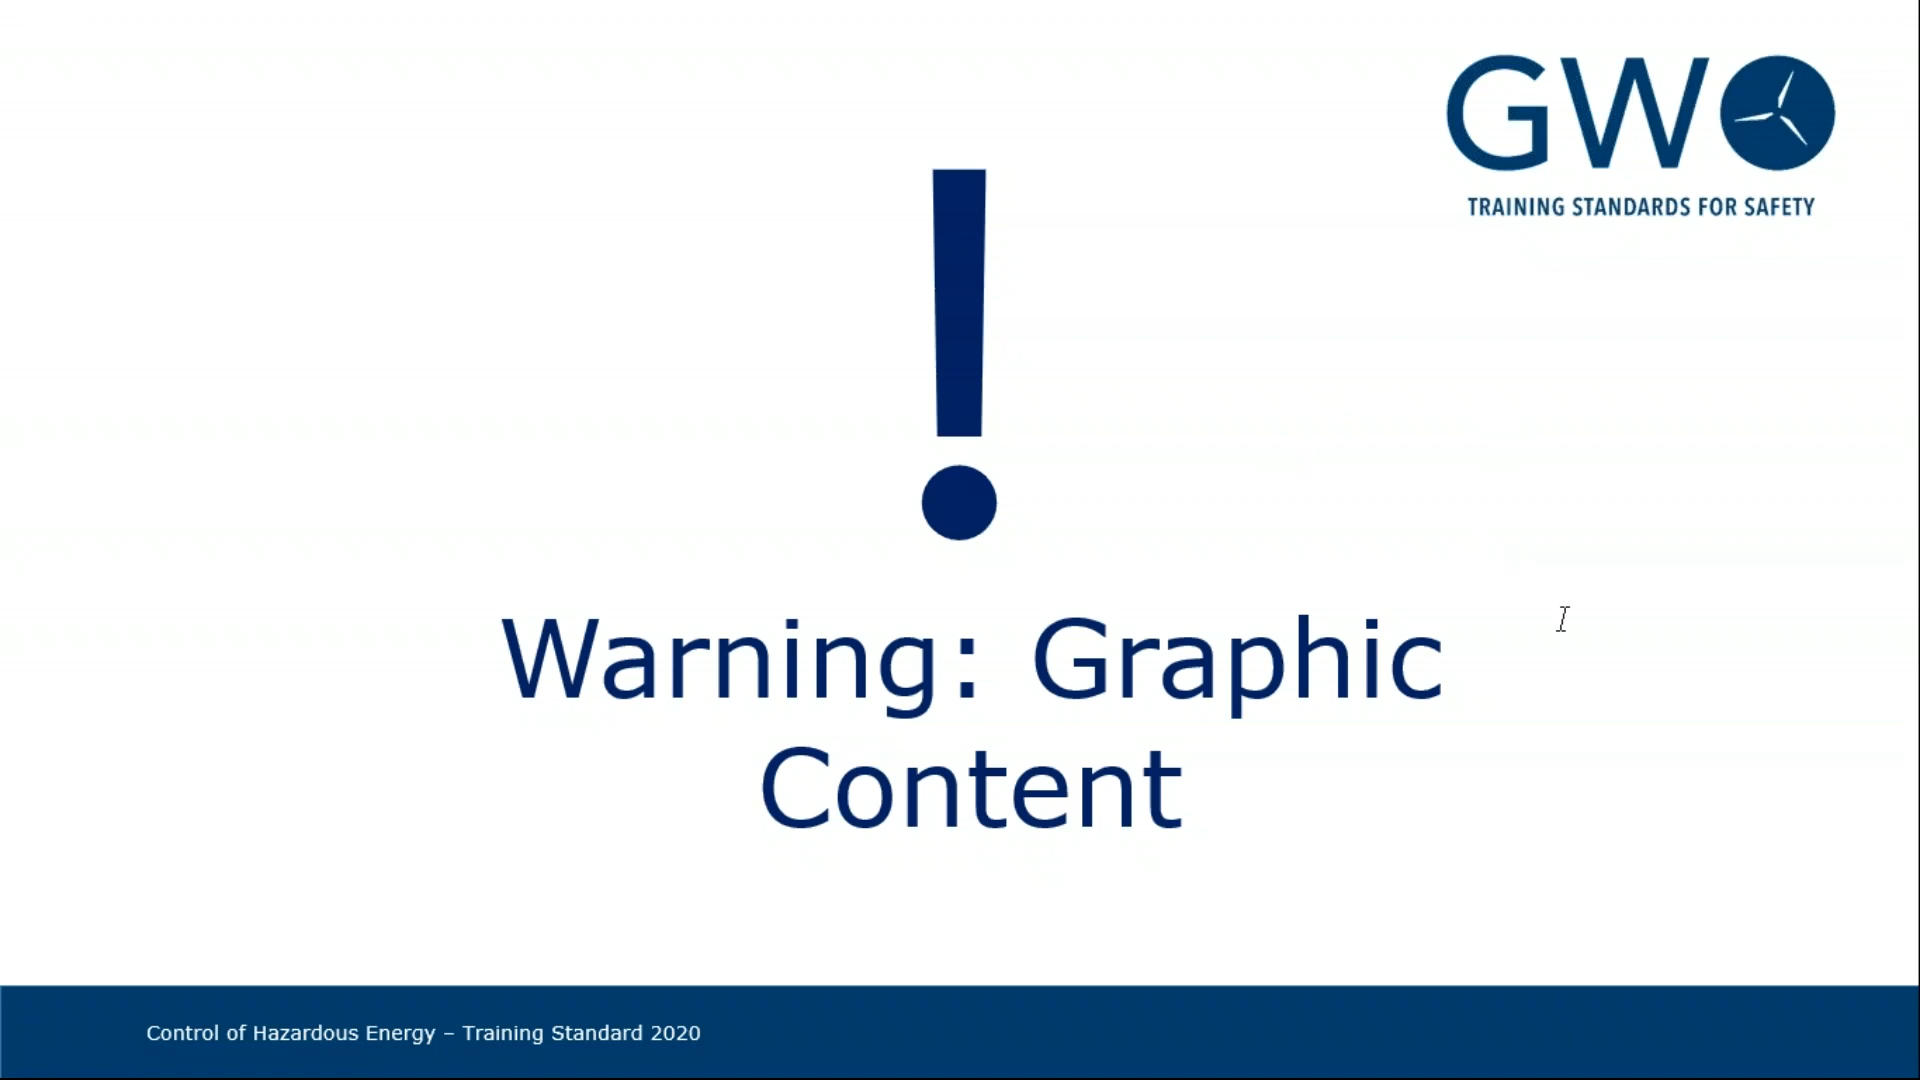 GWO
TRAINING STANDARDS FOR SAFETY
!
Warning: Graphic
Content
Control of Hazardous Energy – Training Standard 2020